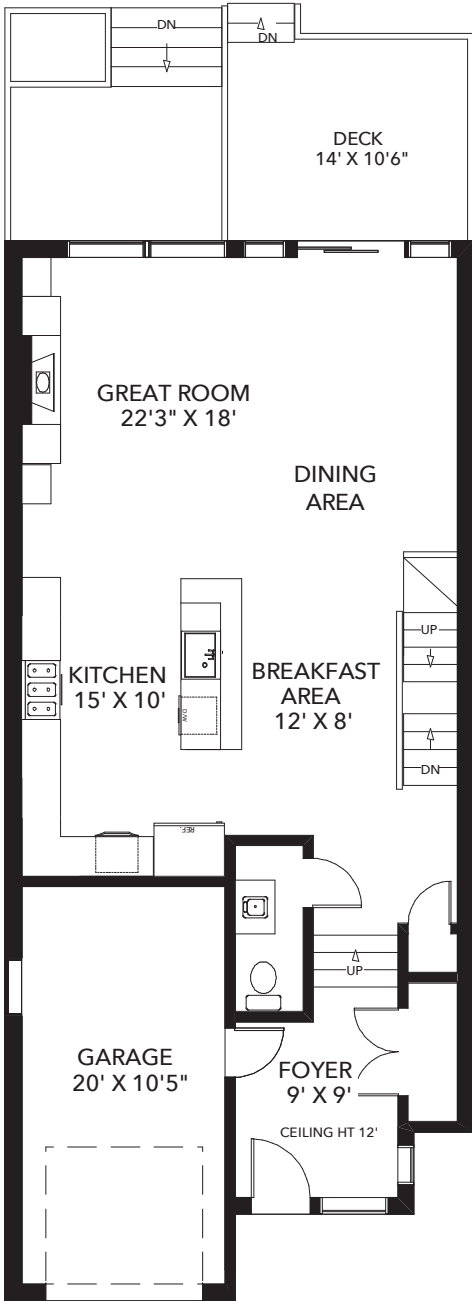 DN
DN
DECK
14' X 10'6"
GREAT ROOM
22'3" X 18'
DINING
AREA
UP
KITCHEN
15' X 10'
BREAKFAST
AREA
12' X 8'
D/W
DN
REF.
UP
GARAGE
20' X 10'5"
FOYER
9' X 9'
CEILING HT 12'